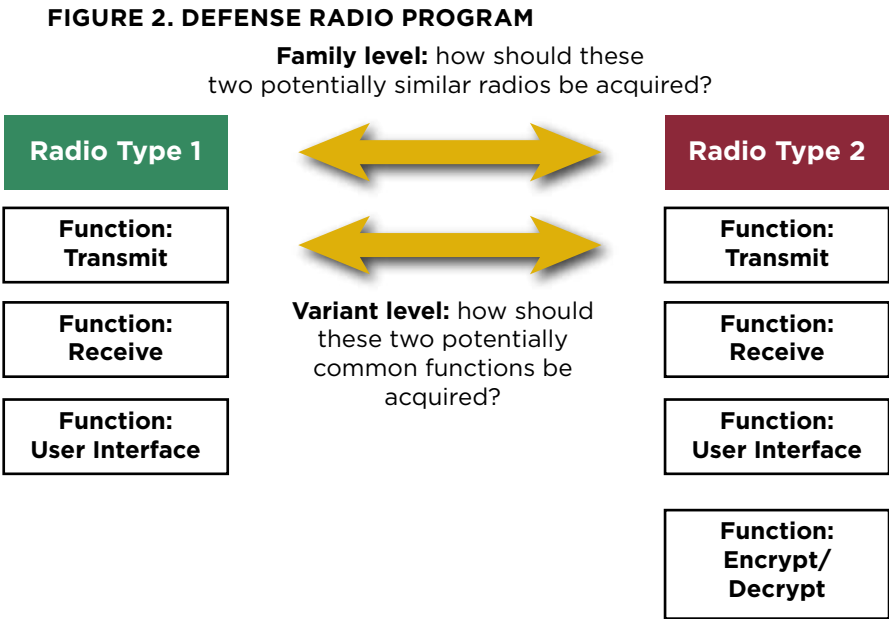 FIGURE 2. DEFENSE RADIO PROGRAM
Family level: how should these
two potentially similar radios be acquired?
Radio Type 1
Radio Type 2
Function:
Transmit
Function:
Transmit
Variant level: how should
these two potentially
common functions be
acquired?
Function:
Receive
Function:
Receive
Function:
User Interface
Function:
User Interface
Function:
Encrypt/
Decrypt